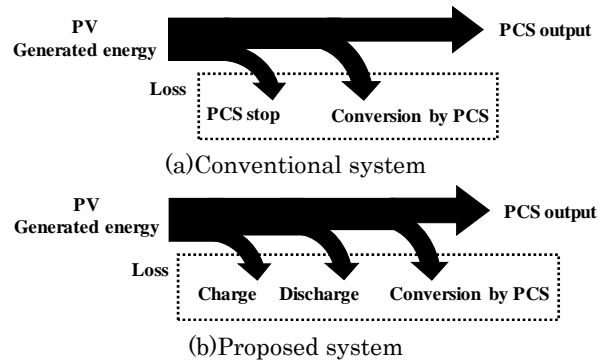 PV
Generated energy
PCS output
Loss
PCS stop
Conversion by PCS
(a)Conventional system
PV
Generated energy
PCS output
Loss
Charge
Discharge
Conversion by PCS
(b)Proposed system